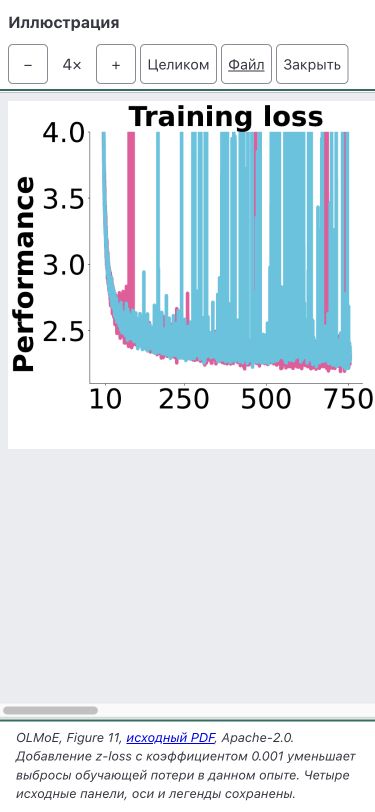 Иллюстрация
− 4× + Целиком Файл Закрыть
Training loss
Performance
4.0
3.5
3.0
2.5
10 250 500 750
OLMoE, Figure 11, исходный PDF, Apache-2.0.
Добавление z-loss с коэффициентом 0.001 уменьшает
выбросы обучающей потери в данном опыте. Четыре
исходные панели, оси и легенды сохранены.